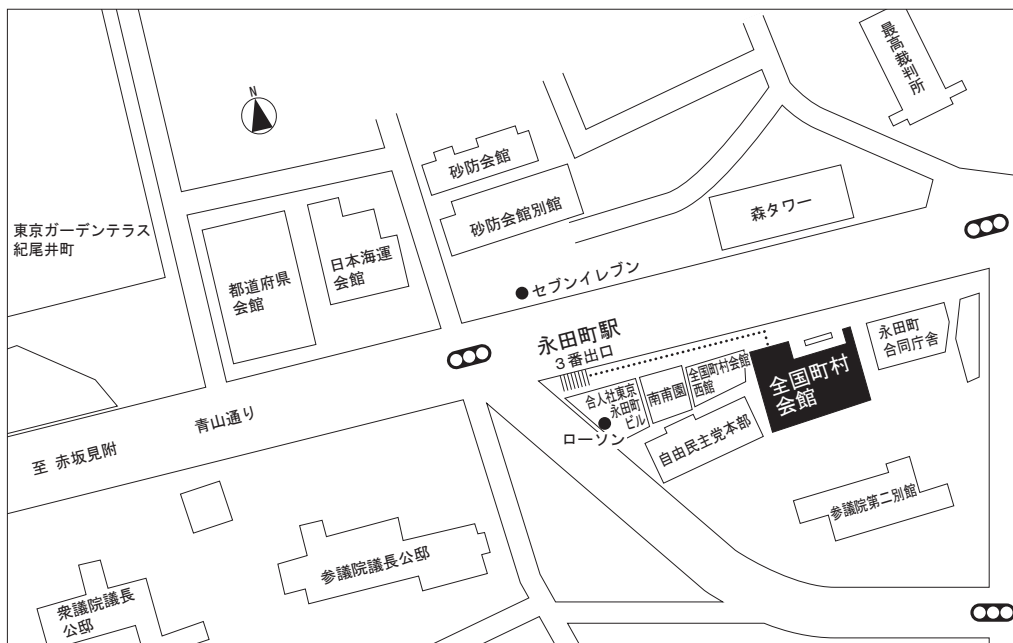 N
最高裁判所
砂防会館
砂防会館別館
森タワー
東京ガーデンテラス
紀尾井町
都道府県
会館
日本海運
会館
セブンイレブン
永田町駅
3番出口
永田町
合同庁舎
全国町村
会館
全国町村会館
西館
南甫園
合人社東京
永田町
ビル
ローソン
自由民主党本部
青山通り
至 赤坂見附
参議院第二別館
参議院議長公邸
衆議院議長
公邸